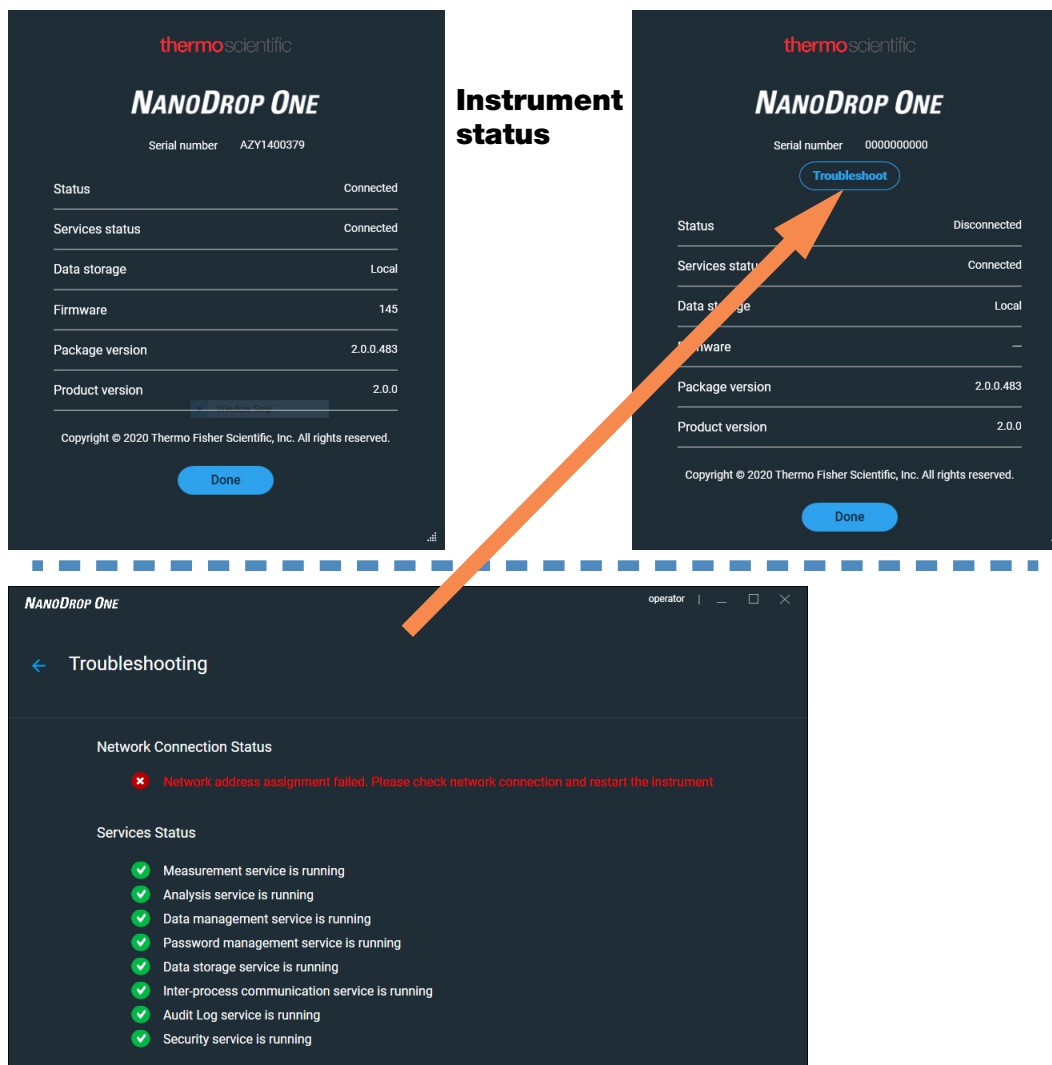 thermoscientific
NANODROP ONE
Serial number AZY1400379
Status Connected
Services status Connected
Data storage Local
Firmware 145
Package version 2.0.0.483
Product version 2.0.0
Window Snip
Copyright © 2020 Thermo Fisher Scientific, Inc. All rights reserved.
Done
Instrument
status
thermoscientific
NANODROP ONE
Serial number 0000000000
Troubleshoot
Status Disconnected
Services status Connected
Data storage Local
Firmware —
Package version 2.0.0.483
Product version 2.0.0
Copyright © 2020 Thermo Fisher Scientific, Inc. All rights reserved.
Done
NANODROP ONE operator |
Troubleshooting
Network Connection Status
Network address assignment failed. Please check network connection and restart the instrument
Services Status
Measurement service is running
Analysis service is running
Data management service is running
Password management service is running
Data storage service is running
Inter-process communication service is running
Audit Log service is running
Security service is running